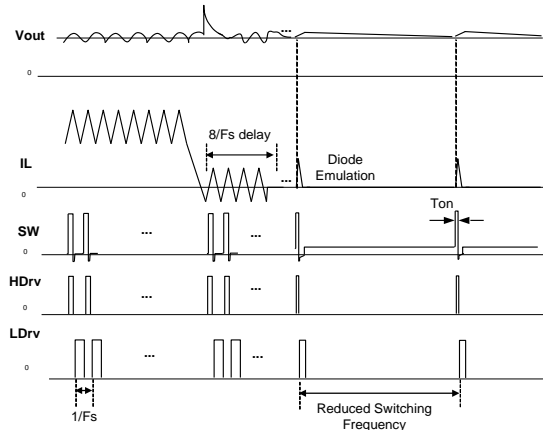 Vout
...
0
8/Fs delay
IL
Diode
Emulation
...
0
Ton
SW
...
...
0
HDrv
...
...
0
LDrv
...
...
0
1/Fs
Reduced Switching
Frequency